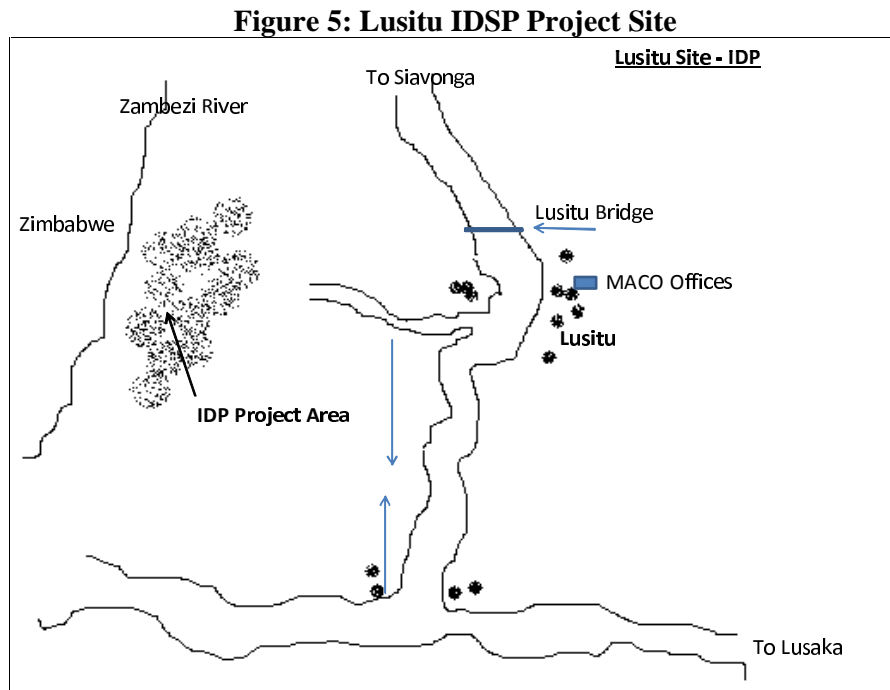 Figure 5: Lusitu IDSP Project Site
Lusitu Site - IDP
To Siavonga
Zambezi River
Zimbabwe
Lusitu Bridge
MACO Offices
Lusitu
IDP Project Area
To Lusaka